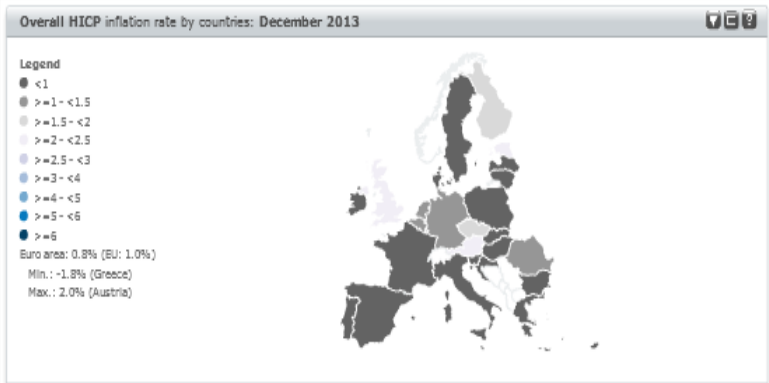 Overall HICP inflation rate by countries: December 2013
Legend
<1
>=1 - <1.5
>=1.5 - <2
>=2 - <2.5
>=2.5 - <3
>=3 - <4
>=4 - <5
>=5 - <6
>=6
Euro area: 0.8% (EU: 1.0%)
Min.: -1.8% (Greece)
Max.: 2.0% (Austria)